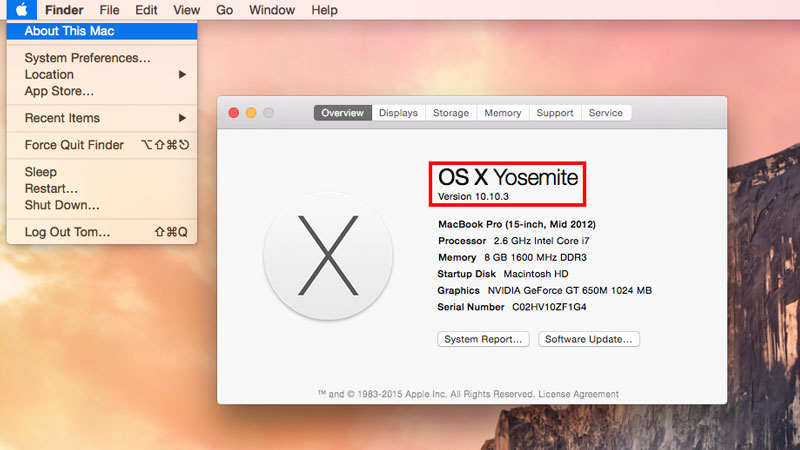 Finder File Edit View Go Window Help
About This Mac
System Preferences...
Location
App Store...
Recent Items
Force Quit Finder ⌥⇧⌘⎋
Sleep
Restart...
Shut Down...
Log Out Tom... ⇧⌘Q
Overview Displays Storage Memory Support Service
OS X Yosemite
Version 10.10.3
MacBook Pro (15-inch, Mid 2012)
Processor 2.6 GHz Intel Core i7
Memory 8 GB 1600 MHz DDR3
Startup Disk Macintosh HD
Graphics NVIDIA GeForce GT 650M 1024 MB
Serial Number C02HV10ZF1G4
System Report... Software Update...
™ and © 1983-2015 Apple Inc. All Rights Reserved. License Agreement